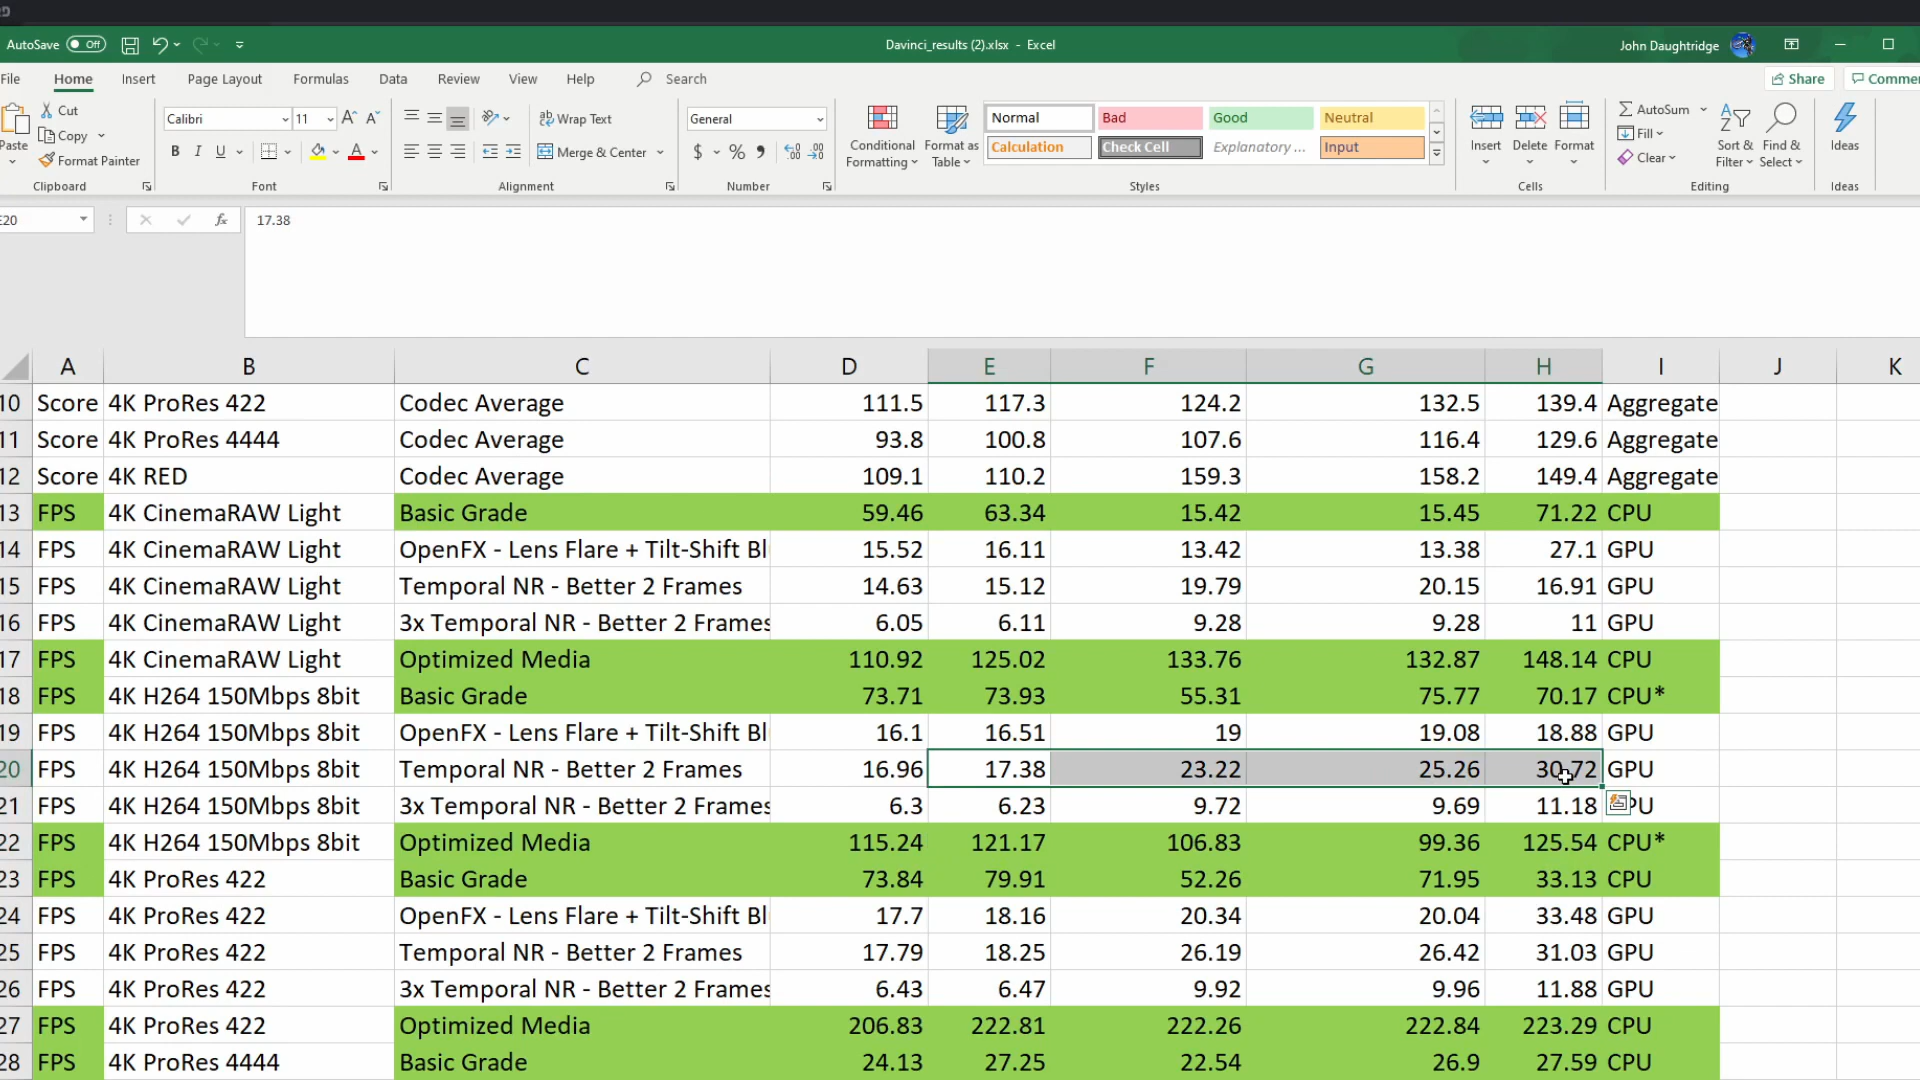 AutoSave Off Davinci_results (2).xlsx - Excel John Daughtridge
File Home Insert Page Layout Formulas Data Review View Help Search Share Commen
Cut Calibri 11 Wrap Text General Normal Bad Good Neutral AutoSum
Paste Copy Conditional Format as Insert Delete Format Fill Sort & Find & Ideas
Format Painter B I U Merge & Center $ % Formatting Table Calculation Check Cell Explanatory ... Input Clear Filter Select
Clipboard Font Alignment Number Styles Cells Editing Ideas
E20 fx 17.38
A B C D E F G H I J K
10 Score 4K ProRes 422 Codec Average 111.5 117.3 124.2 132.5 139.4 Aggregate
11 Score 4K ProRes 4444 Codec Average 93.8 100.8 107.6 116.4 129.6 Aggregate
12 Score 4K RED Codec Average 109.1 110.2 159.3 158.2 149.4 Aggregate
13 FPS 4K CinemaRAW Light Basic Grade 59.46 63.34 15.42 15.45 71.22 CPU
14 FPS 4K CinemaRAW Light OpenFX - Lens Flare + Tilt-Shift Bl 15.52 16.11 13.42 13.38 27.1 GPU
15 FPS 4K CinemaRAW Light Temporal NR - Better 2 Frames 14.63 15.12 19.79 20.15 16.91 GPU
16 FPS 4K CinemaRAW Light 3x Temporal NR - Better 2 Frames 6.05 6.11 9.28 9.28 11 GPU
17 FPS 4K CinemaRAW Light Optimized Media 110.92 125.02 133.76 132.87 148.14 CPU
18 FPS 4K H264 150Mbps 8bit Basic Grade 73.71 73.93 55.31 75.77 70.17 CPU*
19 FPS 4K H264 150Mbps 8bit OpenFX - Lens Flare + Tilt-Shift Bl 16.1 16.51 19 19.08 18.88 GPU
20 FPS 4K H264 150Mbps 8bit Temporal NR - Better 2 Frames 16.96 17.38 23.22 25.26 30.72 GPU
21 FPS 4K H264 150Mbps 8bit 3x Temporal NR - Better 2 Frames 6.3 6.23 9.72 9.69 11.18 PU
22 FPS 4K H264 150Mbps 8bit Optimized Media 115.24 121.17 106.83 99.36 125.54 CPU*
23 FPS 4K ProRes 422 Basic Grade 73.84 79.91 52.26 71.95 33.13 CPU
24 FPS 4K ProRes 422 OpenFX - Lens Flare + Tilt-Shift Bl 17.7 18.16 20.34 20.04 33.48 GPU
25 FPS 4K ProRes 422 Temporal NR - Better 2 Frames 17.79 18.25 26.19 26.42 31.03 GPU
26 FPS 4K ProRes 422 3x Temporal NR - Better 2 Frames 6.43 6.47 9.92 9.96 11.88 GPU
27 FPS 4K ProRes 422 Optimized Media 206.83 222.81 222.26 222.84 223.29 CPU
28 FPS 4K ProRes 4444 Basic Grade 24.13 27.25 22.54 26.9 27.59 CPU